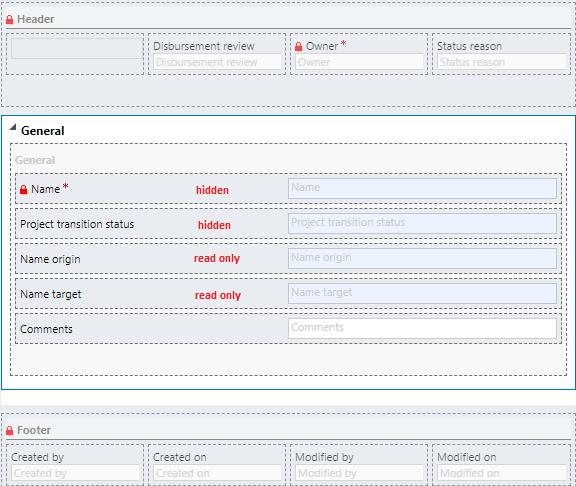 Header
Disbursement review
Owner *
Status reason
Disbursement review
Owner
Status reason
General
General
Name * hidden Name
Project transition status hidden Project transition status
Name origin read only Name origin
Name target read only Name target
Comments Comments
Footer
Created by Created on Modified by Modified on
Created by Created on Modified by Modified on